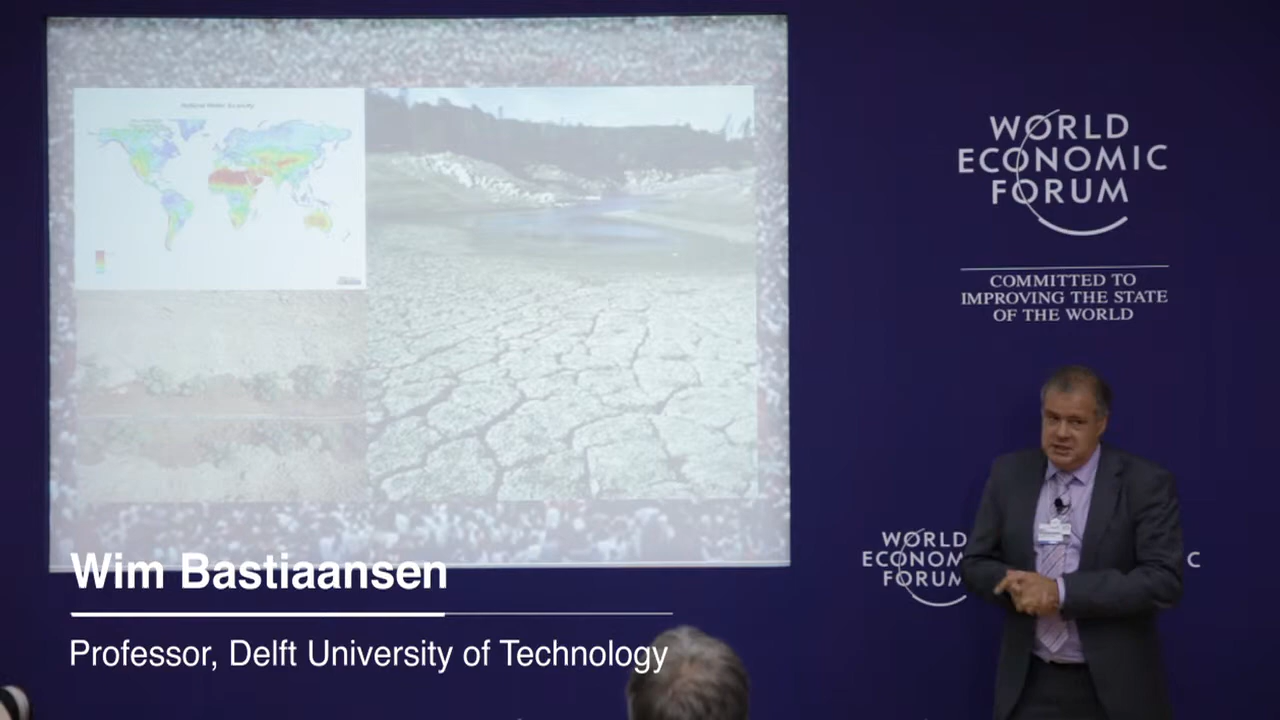 WORLD
ECONOMIC
FORUM
COMMITTED TO
IMPROVING THE STATE
OF THE WORLD
WORLD
ECONOM
FORUM
C
Wim Bastiaansen
Professor, Delft University of Technology